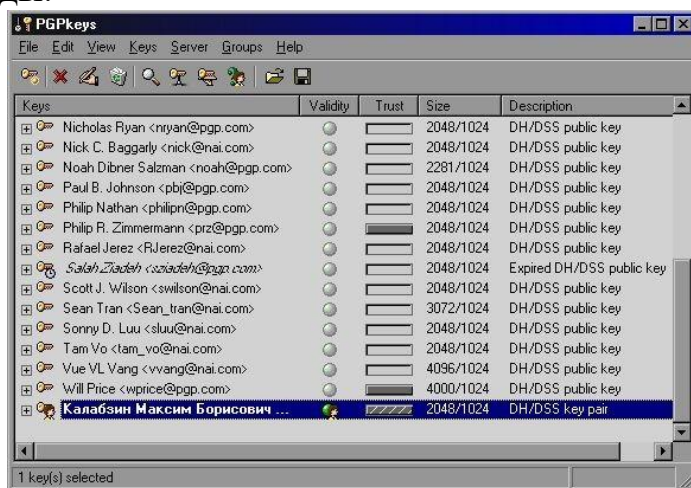 PGPkeys
File Edit View Keys Server Groups Help
Keys Validity Trust Size Description
Nicholas Ryan <nryan@pgp.com> 2048/1024 DH/DSS public key
Nick C. Baggarly <nick@nai.com> 2048/1024 DH/DSS public key
Noah Dibner Salzman <noah@pgp.com> 2281/1024 DH/DSS public key
Paul B. Johnson <pbj@pgp.com> 2048/1024 DH/DSS public key
Philip Nathan <philipn@pgp.com> 2048/1024 DH/DSS public key
Philip R. Zimmermann <prz@pgp.com> 2048/1024 DH/DSS public key
Rafael Jerez <RJerez@nai.com> 2048/1024 DH/DSS public key
Salah Ziadeh <sziadeh@pgp.com> 2048/1024 Expired DH/DSS public key
Scott J. Wilson <swilson@nai.com> 2048/1024 DH/DSS public key
Sean Tran <Sean_tran@nai.com> 3072/1024 DH/DSS public key
Sonny D. Luu <sluu@nai.com> 2048/1024 DH/DSS public key
Tam Vo <tam_vo@nai.com> 2048/1024 DH/DSS public key
Vue VL Vang <vvang@nai.com> 4096/1024 DH/DSS public key
Will Price <wprice@pgp.com> 4000/1024 DH/DSS public key
Калабзин Максим Борисович ... 2048/1024 DH/DSS key pair
1 key(s) selected